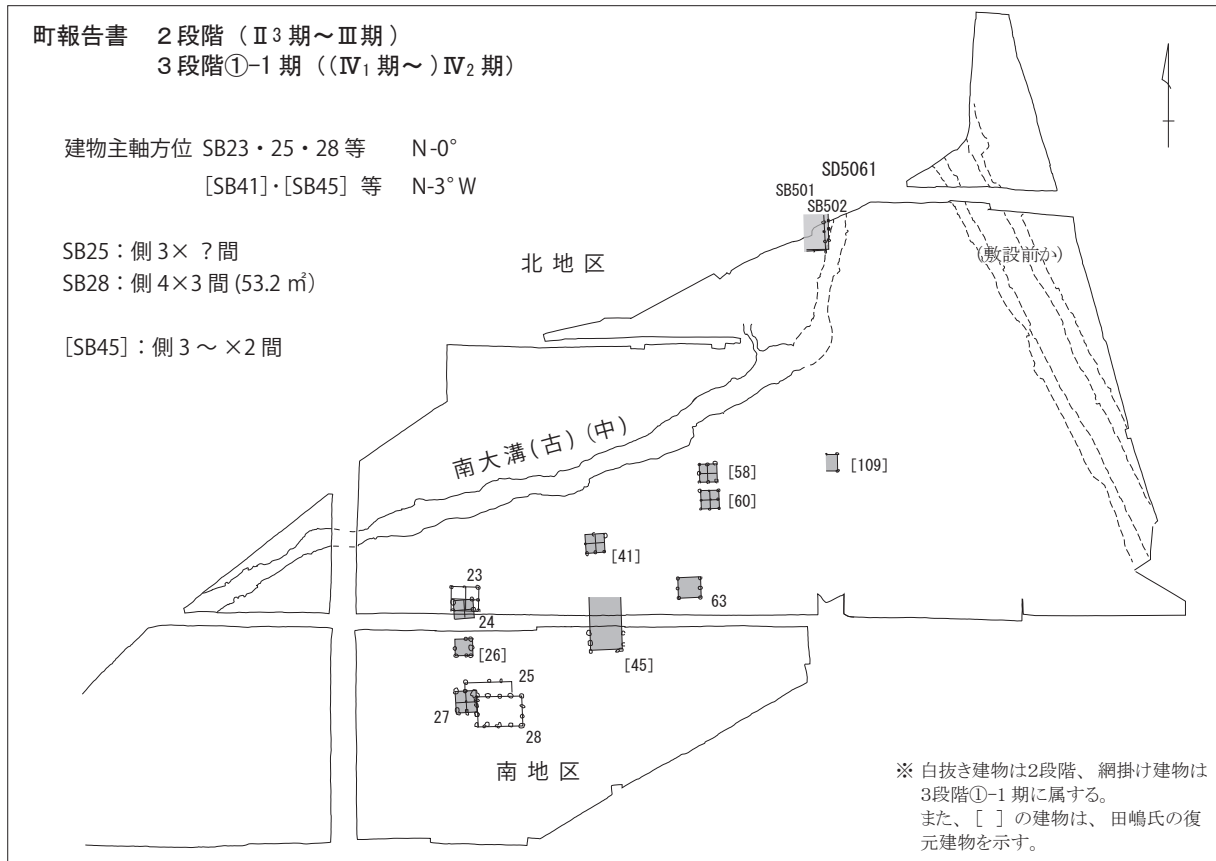 町報告書　２段階（Ⅱ3期～Ⅲ期）
３段階①-1期（（Ⅳ1期～）Ⅳ2期）
建物主軸方位 SB23・25・28 等　N-0°
[SB41]・[SB45] 等　N-3°W
SB25：側 3× ？間
SB28：側 4×3 間 (53.2 ㎡)
[SB45]：側 3 ～ ×2 間
SD5061
SB501
SB502
北地区
(敷設前か)
南大溝(古)(中)
[58]
[109]
[60]
[41]
23
63
24
[26]
[45]
25
27
28
南地区
※ 白抜き建物は2段階、網掛け建物は
3段階①-1 期に属する。
また、［　］の建物は、田嶋氏の復
元建物を示す。